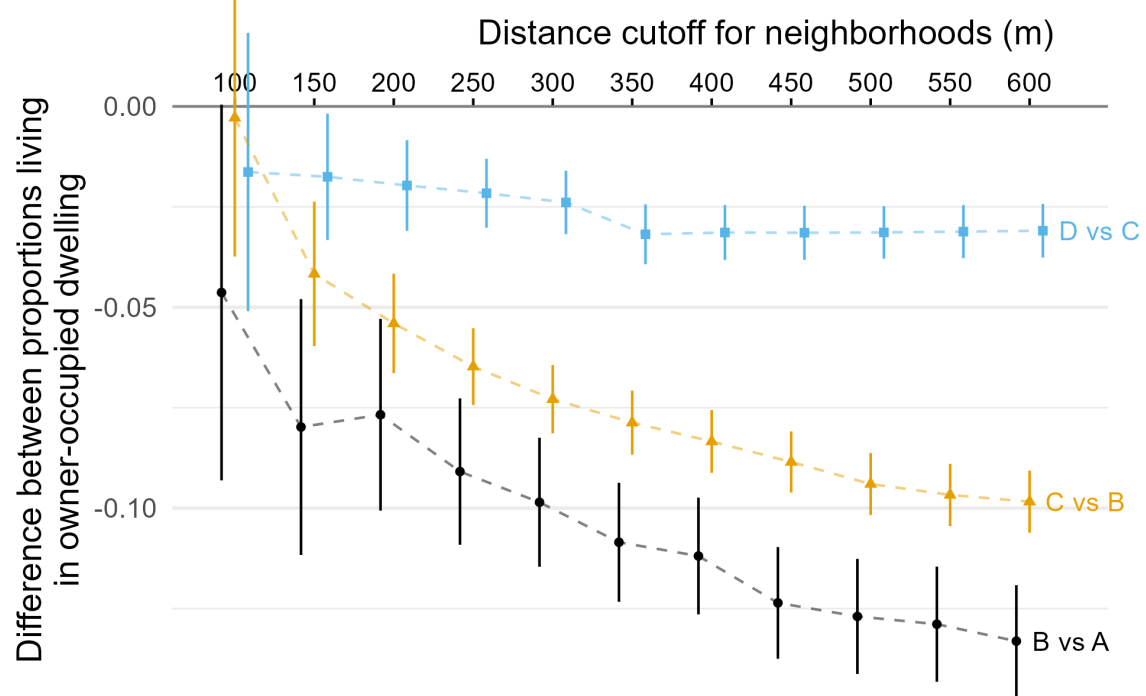 Distance cutoff for neighborhoods (m)
100 150 200 250 300 350 400 450 500 550 600
Difference between proportions living
in owner-occupied dwelling
0.00
-0.05
-0.10
D vs C
C vs B
B vs A